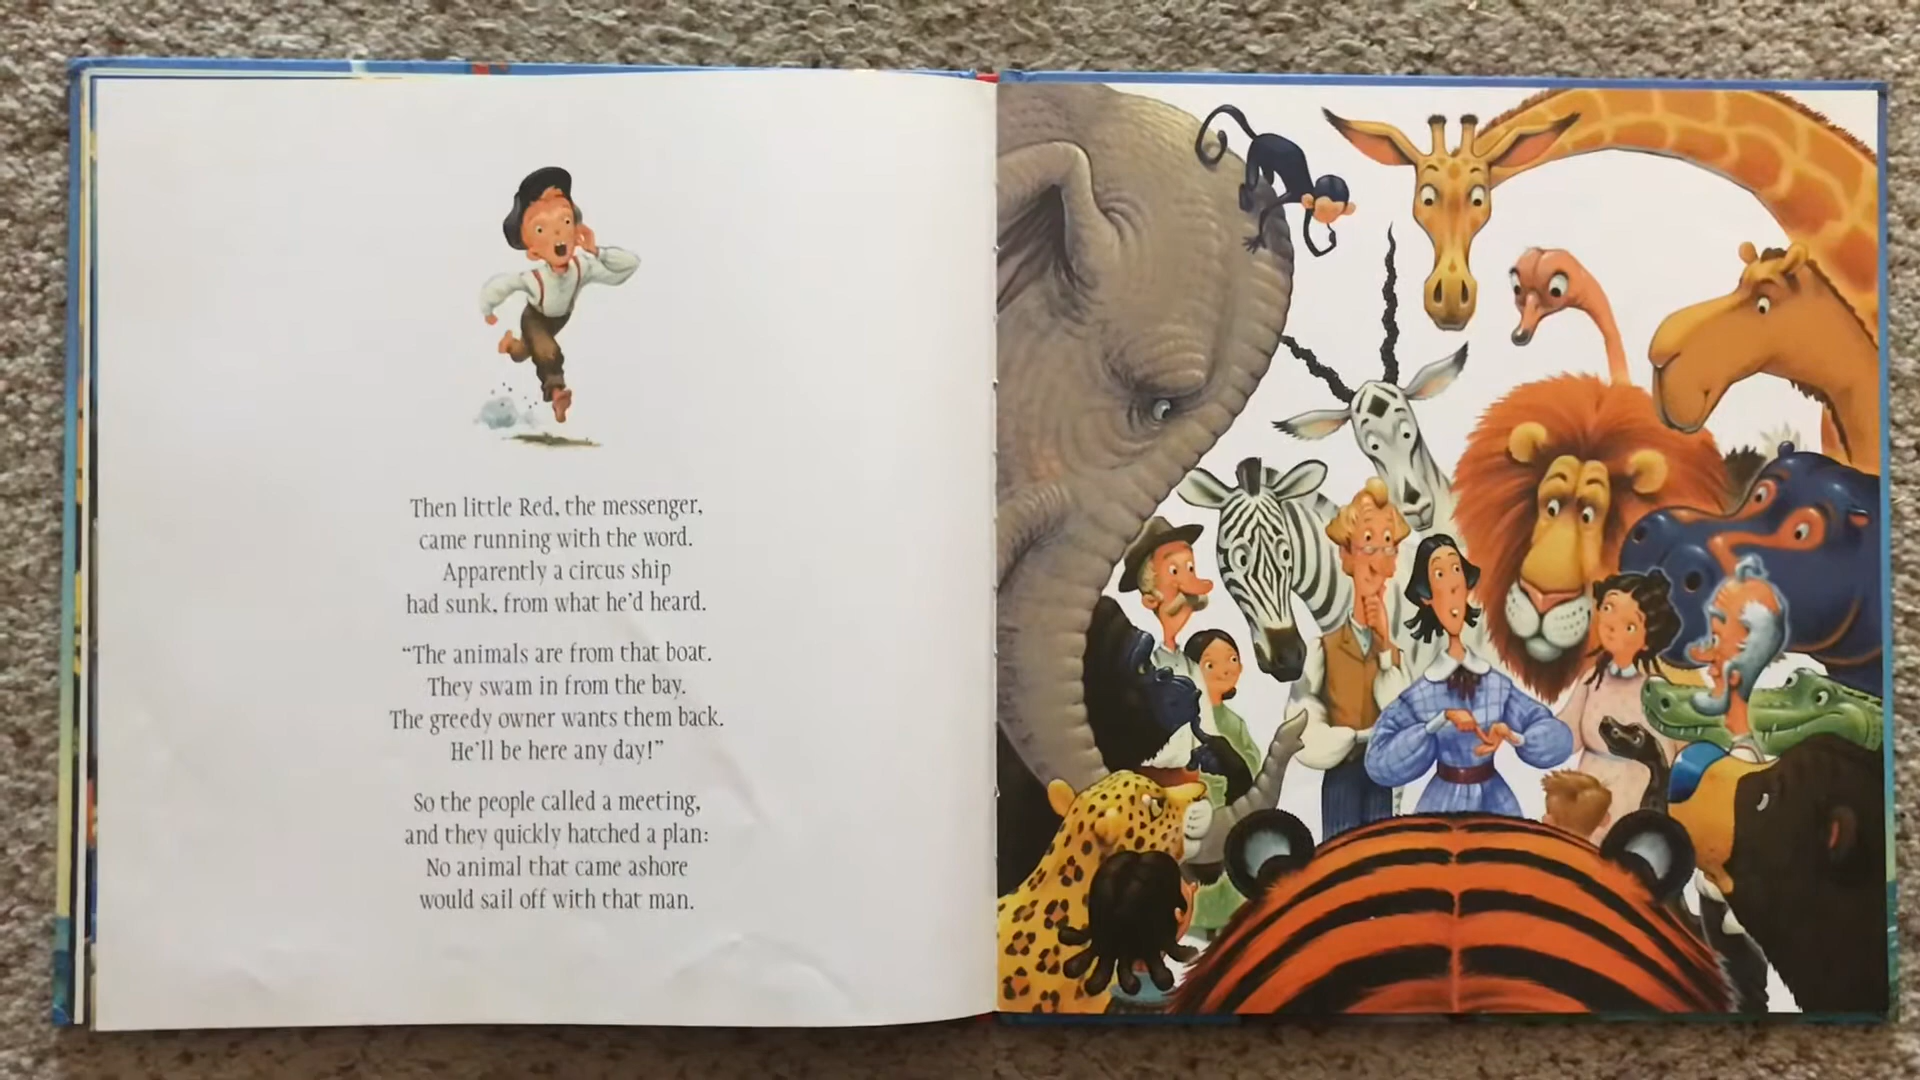 Then little Red, the messenger,
came running with the word.
Apparently a circus ship
had sunk, from what he'd heard.
“The animals are from that boat.
They swam in from the bay.
The greedy owner wants them back.
He'll be here any day!”
So the people called a meeting,
and they quickly hatched a plan:
No animal that came ashore
would sail off with that man.